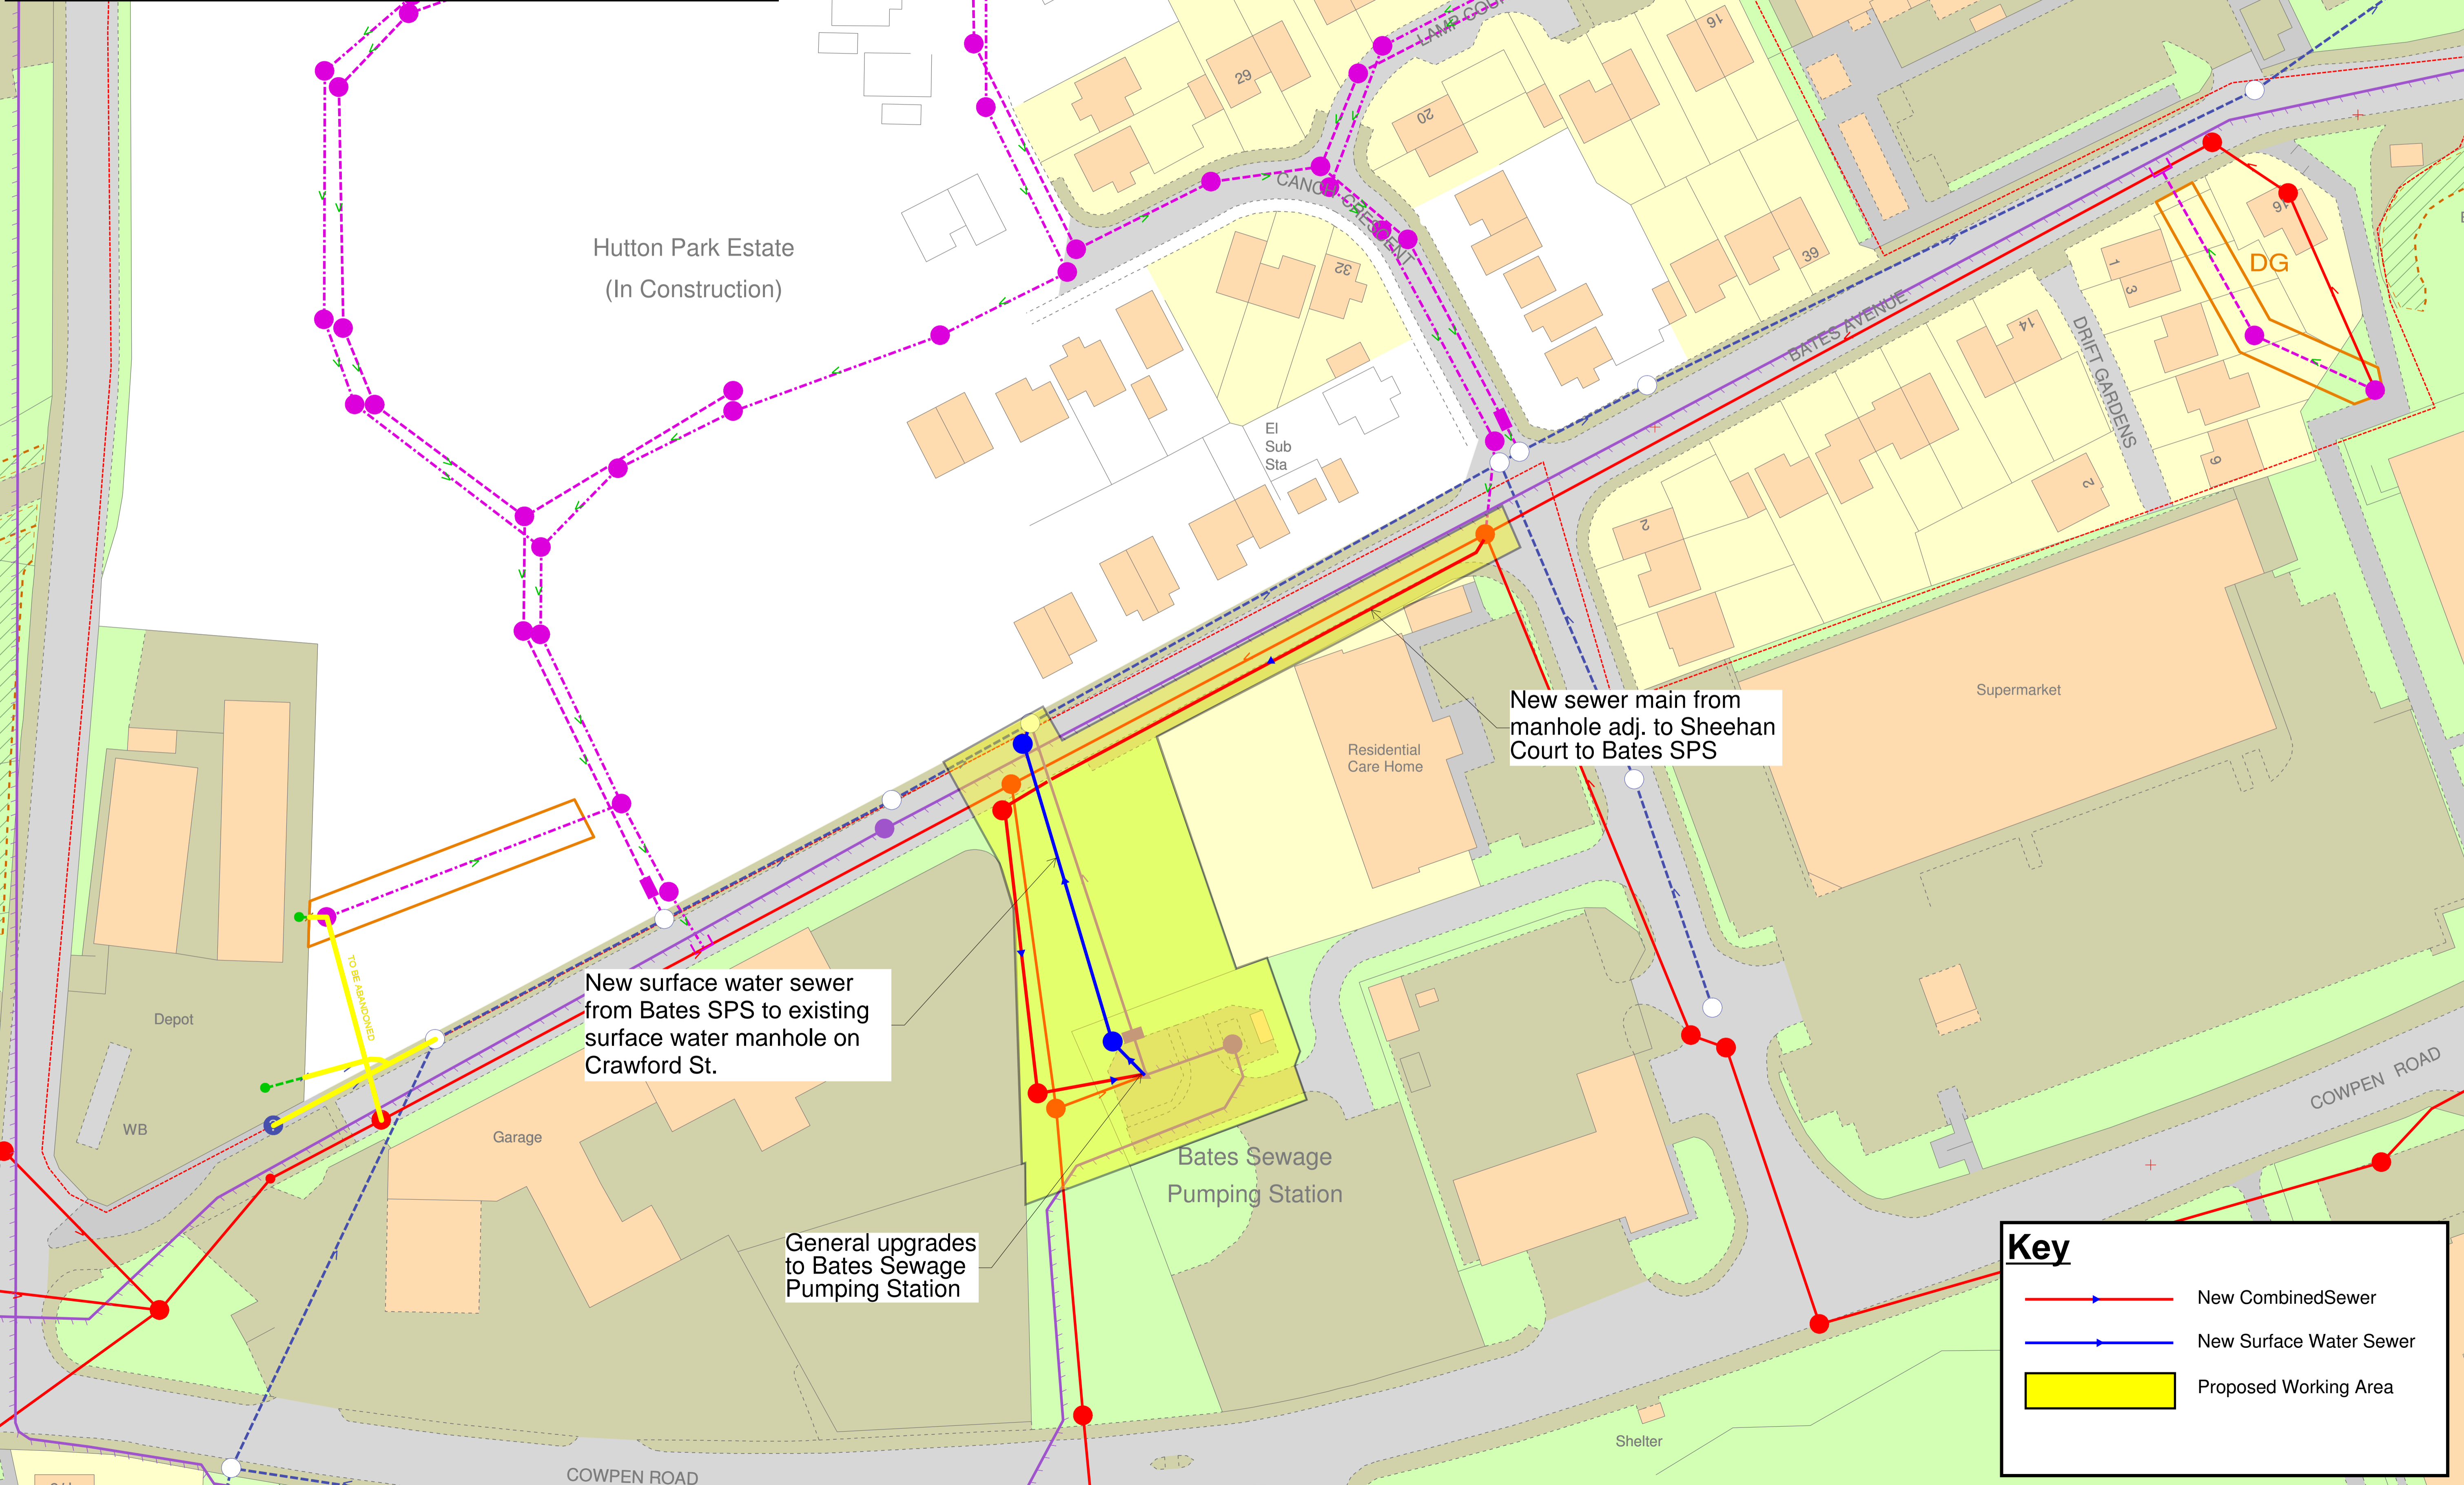 LAMP COU
16
29
20
CANCH CRESCENT
Hutton Park Estate
(In Construction)
32
39
16
DG
1
3
BATES AVENUE
14
DRIFT GARDENS
El
Sub
Sta
9
2
2
Supermarket
New sewer main from
manhole adj. to Sheehan
Court to Bates SPS
Residential
Care Home
TO BE ABANDONED
New surface water sewer
from Bates SPS to existing
surface water manhole on
Crawford St.
Depot
WB
Garage
COWPEN ROAD
Bates Sewage
Pumping Station
General upgrades
to Bates Sewage
Pumping Station
Key
New CombinedSewer
New Surface Water Sewer
Proposed Working Area
Shelter
COWPEN ROAD